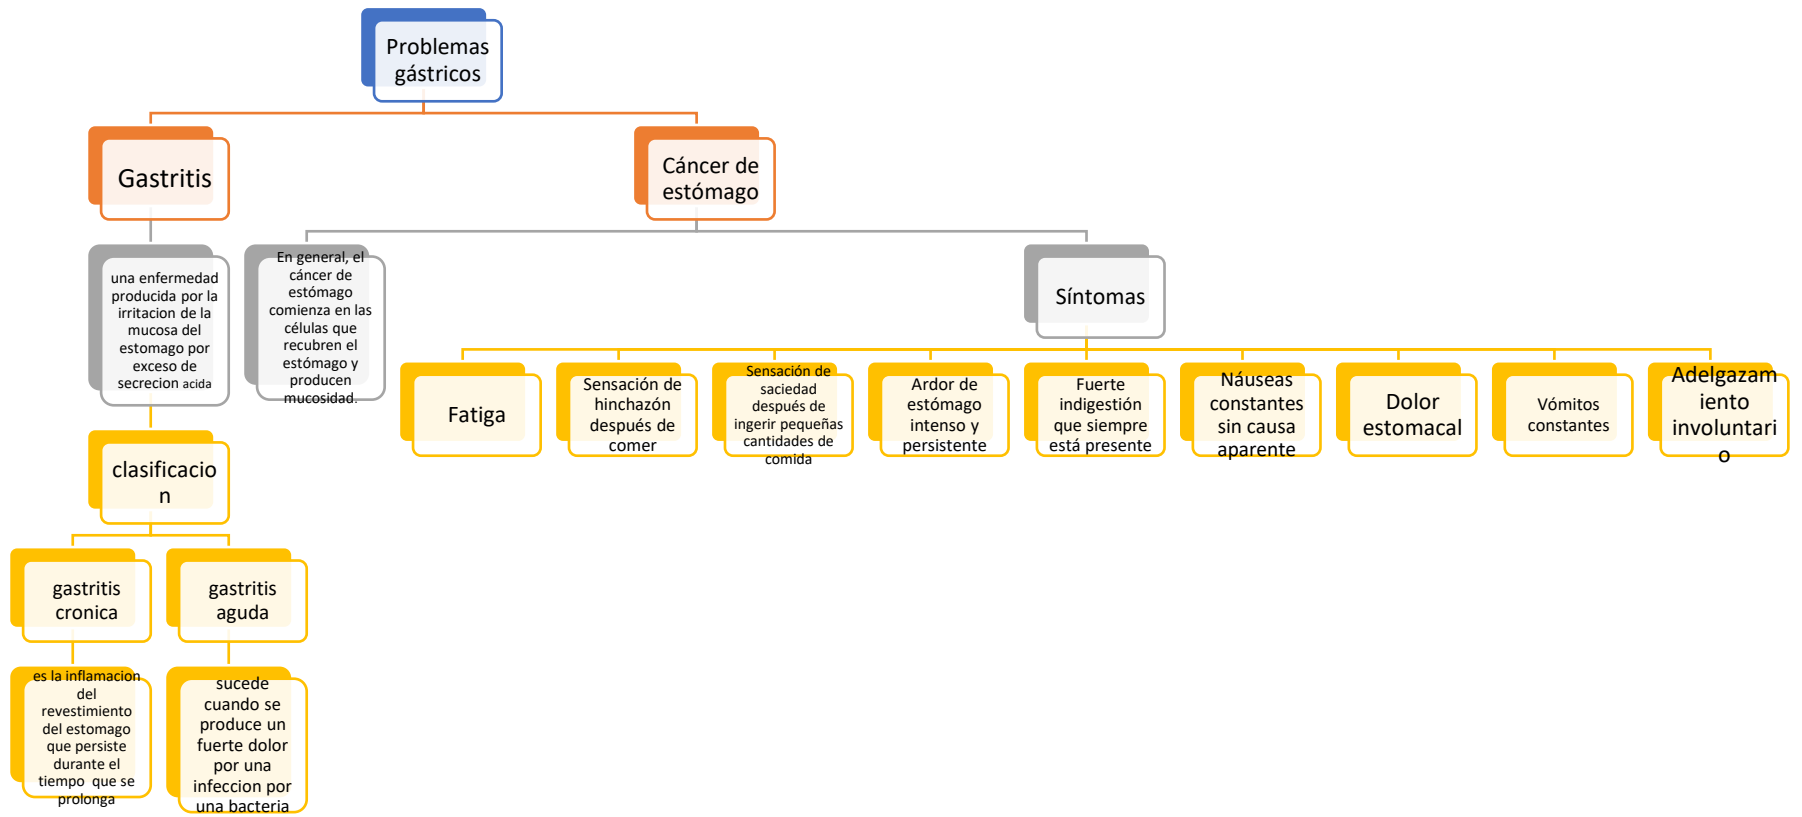 Problemas
gástricos
Gastritis
Cáncer de
estómago
una enfermedad
producida por la
irritacion de la
mucosa del
estomago por
exceso de
secrecion acida
En general, el
cáncer de
estómago
comienza en las
células que
recubren el
estómago y
producen
mucosidad.
Síntomas
clasificacio
n
gastritis
cronica
gastritis
aguda
es la inflamacion
del
revestimiento
del estomago
que persiste
durante el
tiempo que se
prolonga
sucede
cuando se
produce un
fuerte dolor
por una
infeccion por
una bacteria
Fatiga
Sensación de
hinchazón
después de
comer
Sensación de
saciedad
después de
ingerir pequeñas
cantidades de
comida
Ardor de
estómago
intenso y
persistente
Fuerte
indigestión
que siempre
está presente
Náuseas
constantes
sin causa
aparente
Dolor
estomacal
Vómitos
constantes
Adelgazam
iento
involuntari
o